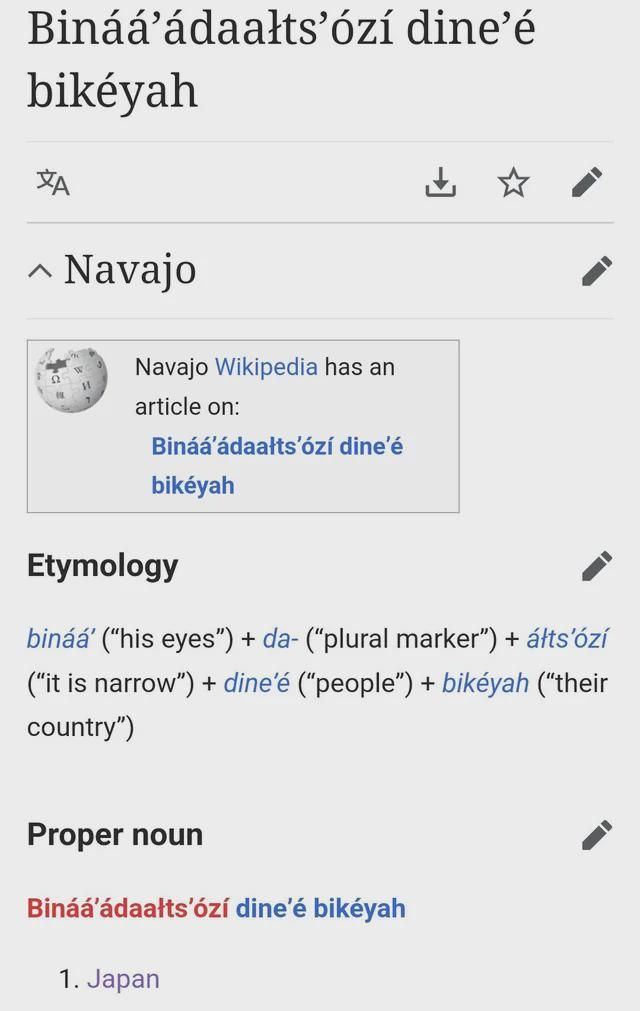 Bináá’ádaałts’ózí dine’é
bikéyah
Navajo
Navajo Wikipedia has an
article on:
Bináá’ádaałts’ózí dine’é
bikéyah
Etymology
bináá’ (“his eyes”) + da- (“plural marker”) + áłts’ózí
(“it is narrow”) + dine’é (“people”) + bikéyah (“their
country”)
Proper noun
Bináá’ádaałts’ózí dine’é bikéyah
1. Japan